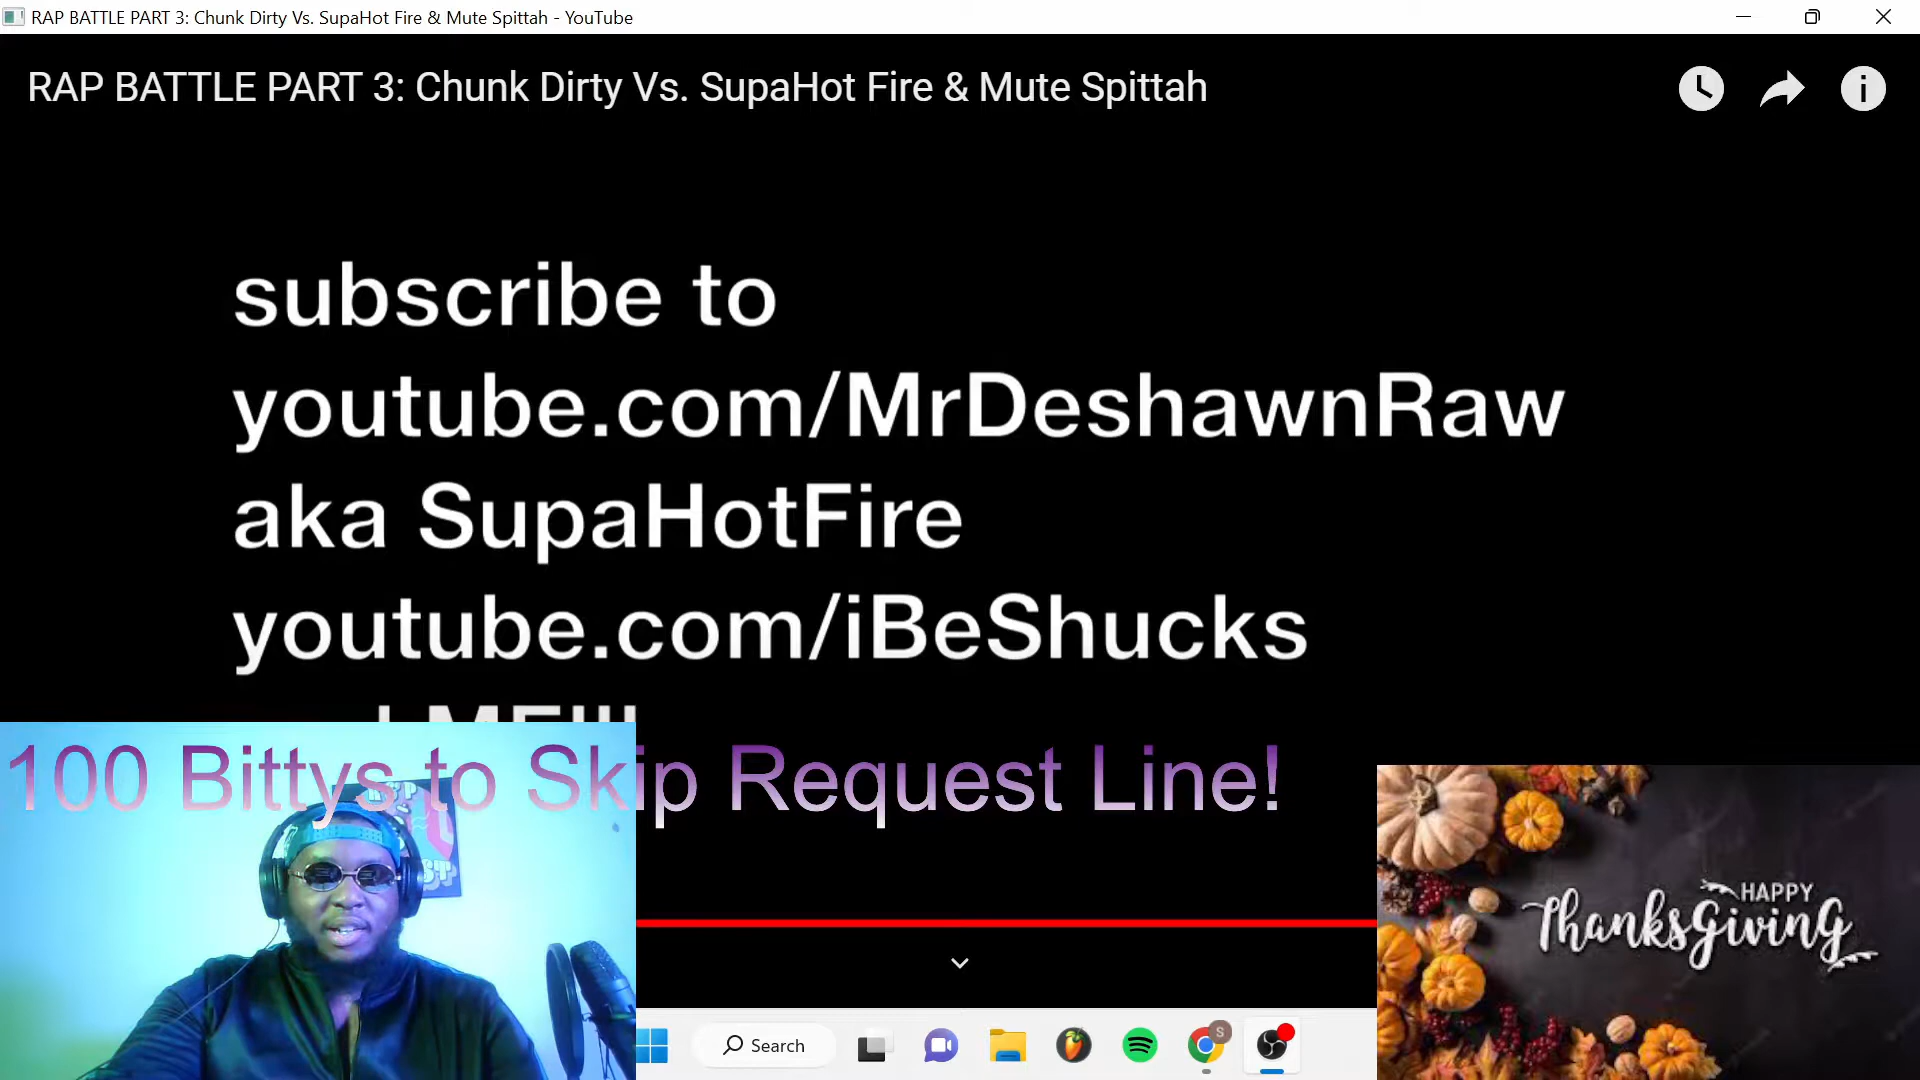 RAP BATTLE PART 3: Chunk Dirty Vs. SupaHot Fire & Mute Spittah - YouTube
RAP BATTLE PART 3: Chunk Dirty Vs. SupaHot Fire & Mute Spittah
subscribe to
youtube.com/MrDeshawnRaw
aka SupaHotFire
youtube.com/iBeShucks
100 Bittys to Skip Request Line!
HAPPY
Thanksgiving
Search
S